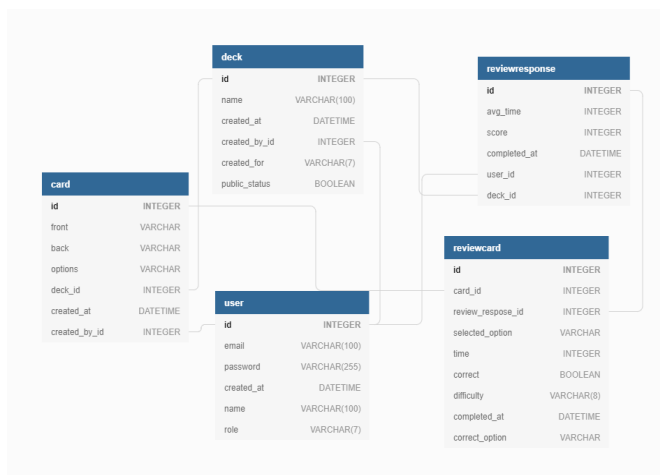 deck
id INTEGER
name VARCHAR(100)
created_at DATETIME
created_by_id INTEGER
created_for VARCHAR(7)
public_status BOOLEAN
reviewresponse
id INTEGER
avg_time INTEGER
score INTEGER
completed_at DATETIME
user_id INTEGER
deck_id INTEGER
card
id INTEGER
front VARCHAR
back VARCHAR
options VARCHAR
deck_id INTEGER
created_at DATETIME
created_by_id INTEGER
user
id INTEGER
email VARCHAR(100)
password VARCHAR(255)
created_at DATETIME
name VARCHAR(100)
role VARCHAR(7)
reviewcard
id INTEGER
card_id INTEGER
review_respose_id INTEGER
selected_option VARCHAR
time INTEGER
correct BOOLEAN
difficulty VARCHAR(8)
completed_at DATETIME
correct_option VARCHAR